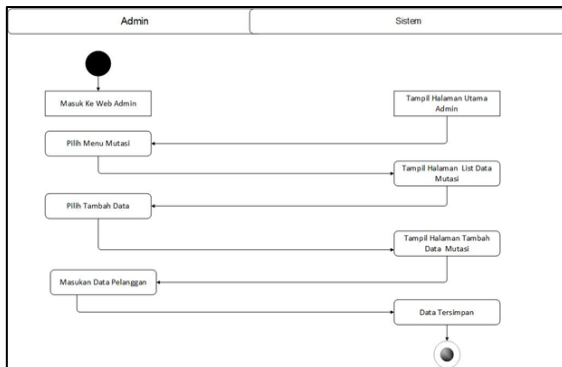 Admin
Sistem
Masuk Ke Web Admin
Tampil Halaman Utama
Admin
Pilih Menu Mutasi
Tampil Halaman List Data
Mutasi
Pilih Tambah Data
Tampil Halaman Tambah
Data Mutasi
Masukan Data Pelanggan
Data Tersimpan